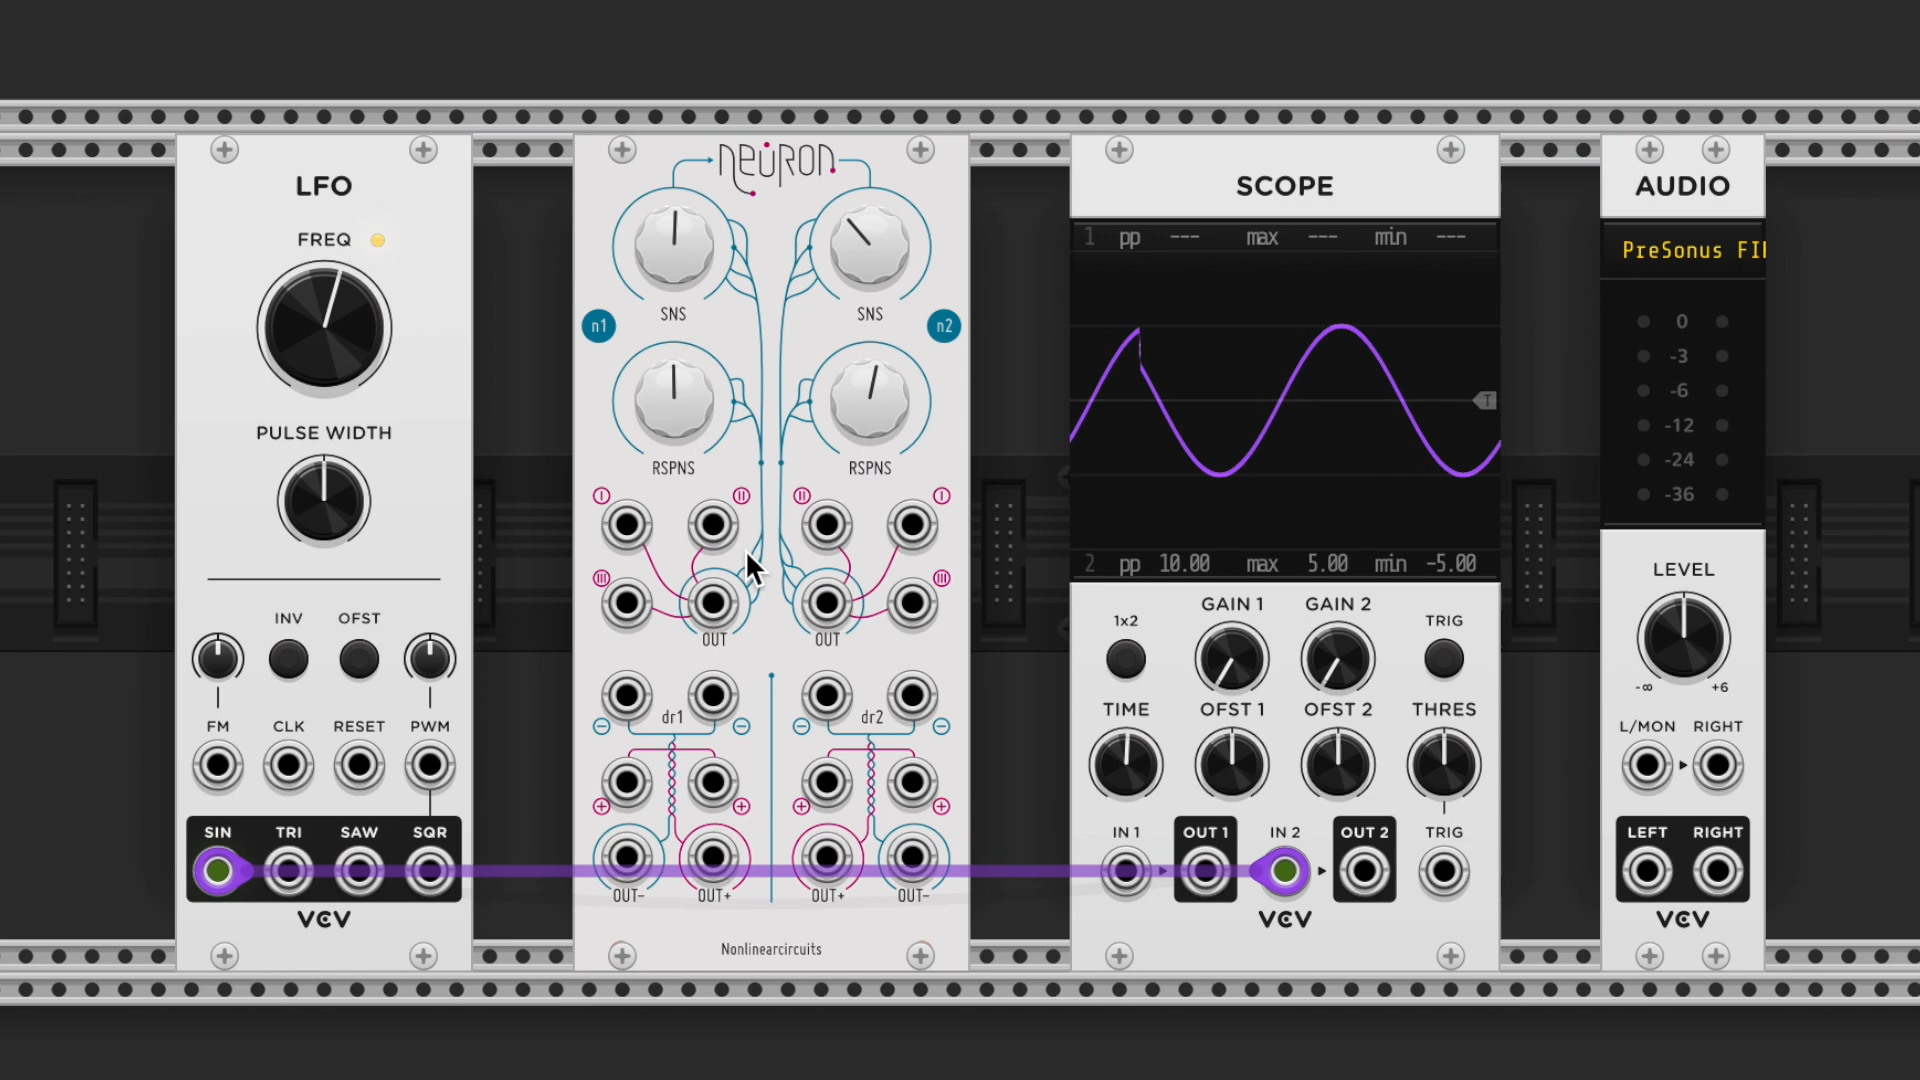 LFO
FREQ
PULSE WIDTH
INV OFST
FM CLK RESET PWM
SIN TRI SAW SQR
VCV
neuron
SNS SNS
n1 n2
RSPNS RSPNS
I II II I
III III
OUT OUT
dr1 dr2
OUT- OUT+ OUT+ OUT-
Nonlinearcircuits
SCOPE
1 pp --- max --- min ---
T
2 pp 10.00 max 5.00 min -5.00
1x2 GAIN 1 GAIN 2 TRIG
TIME OFST 1 OFST 2 THRES
IN 1 OUT 1 IN 2 OUT 2 TRIG
VCV
AUDIO
PreSonus FI
0
-3
-6
-12
-24
-36
LEVEL
-∞ +6
L/MON RIGHT
LEFT RIGHT
VCV